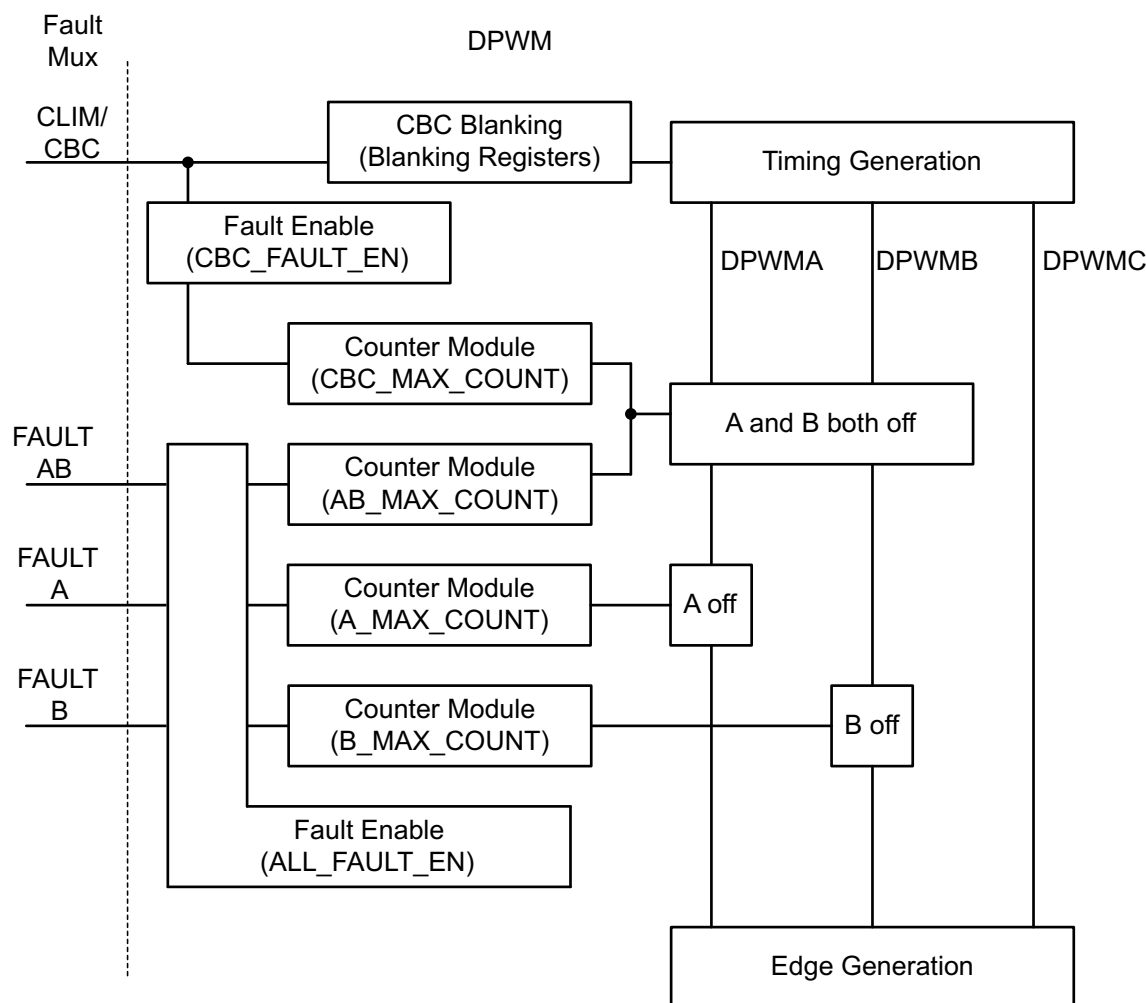 Fault
Mux
DPWM
CLIM/
CBC
CBC Blanking
(Blanking Registers)
Timing Generation
Fault Enable
(CBC_FAULT_EN)
DPWMA
DPWMB
DPWMC
Counter Module
(CBC_MAX_COUNT)
A and B both off
FAULT
AB
Counter Module
(AB_MAX_COUNT)
FAULT
A
Counter Module
(A_MAX_COUNT)
A off
FAULT
B
Counter Module
(B_MAX_COUNT)
B off
Fault Enable
(ALL_FAULT_EN)
Edge Generation